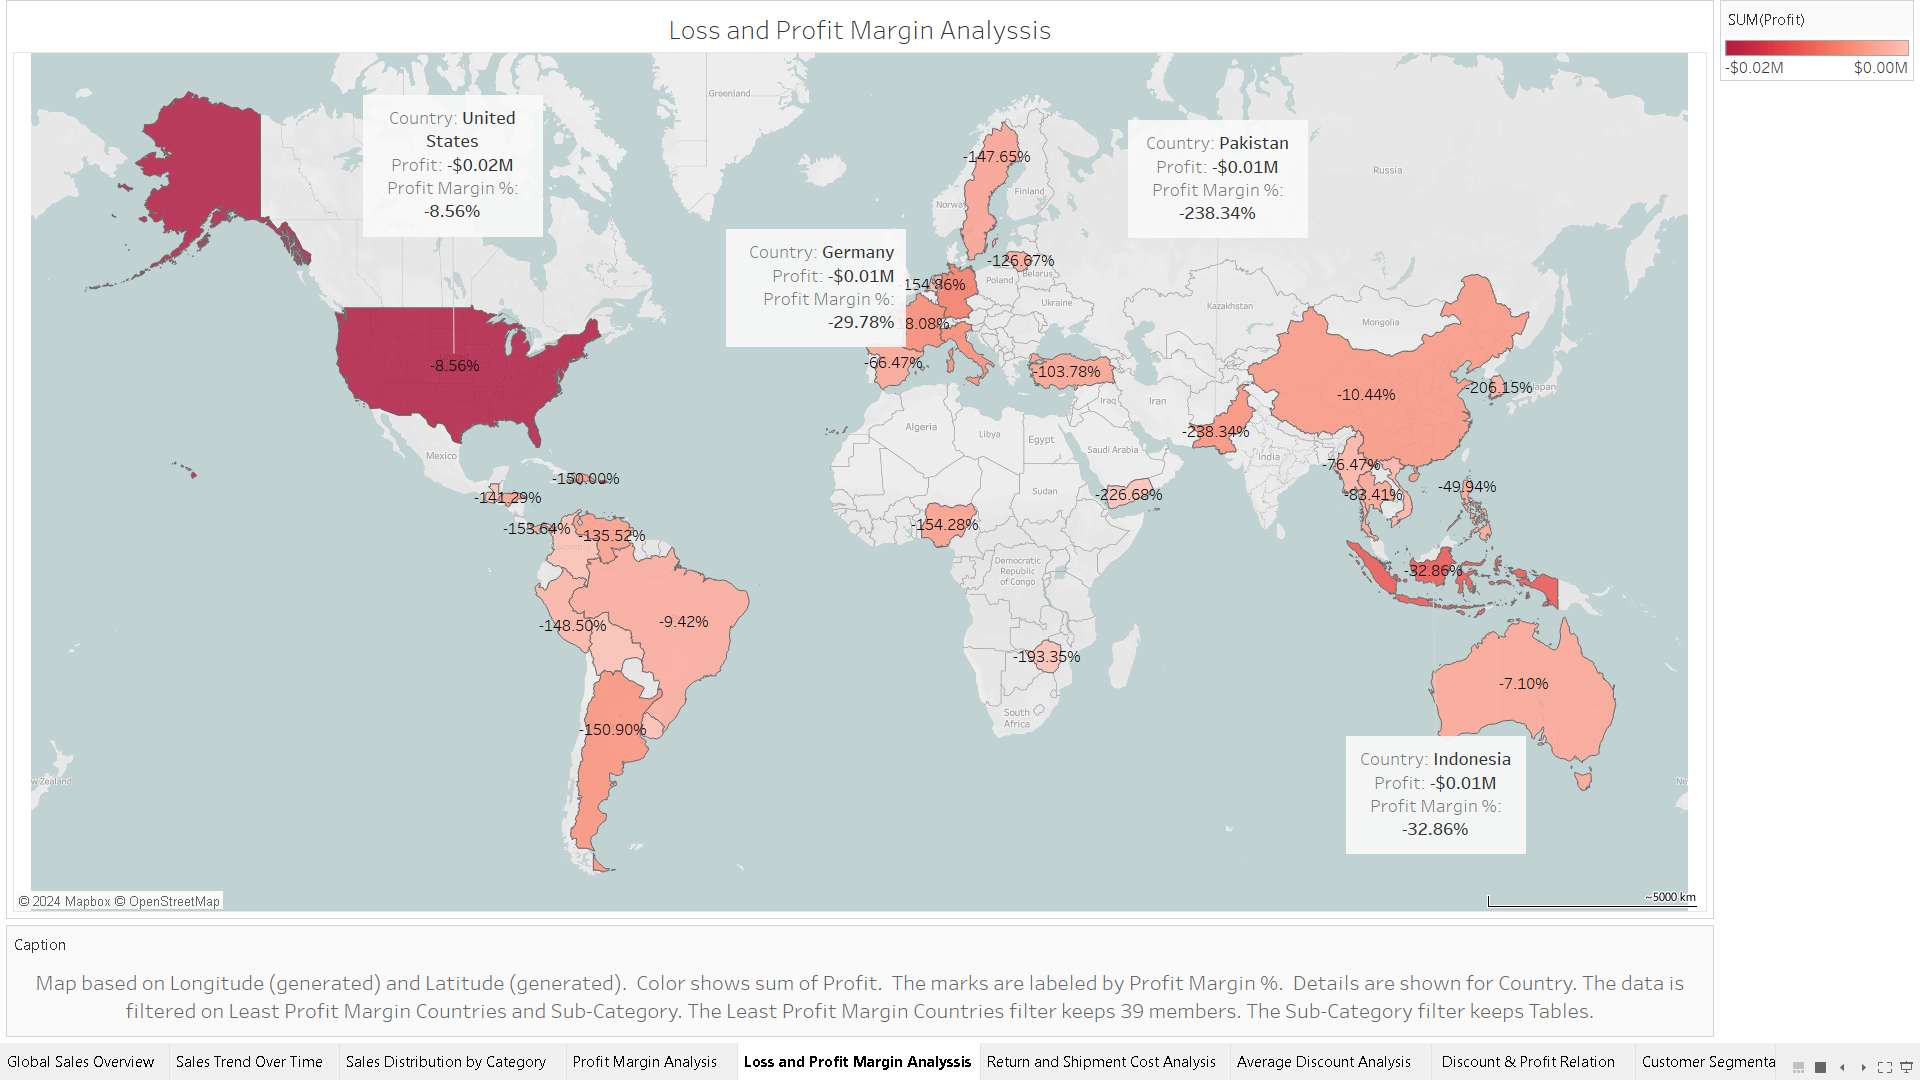 Loss and Profit Margin Analyssis
SUM(Profit)
-$0.02M
$0.00M
Country: United
States
Profit: -$0.02M
Profit Margin %:
-8.56%
Country: Germany
Profit: -$0.01M
Profit Margin %:
-29.78%
Country: Pakistan
Profit: -$0.01M
Profit Margin %:
-238.34%
Country: Indonesia
Profit: -$0.01M
Profit Margin %:
-32.86%
Greenland
-147.65%
Russia
Finland
Norway
-126.67%
Belarus
Poland
154.86%
Ukraine
Kazakhstan
Mongolia
8.08%
-66.47%
-103.78%
-8.56%
-10.44%
-206.15%
Japan
Iraq
Iran
Algeria
Libya
Egypt
-238.34%
Saudi Arabia
India
Mexico
-76.47%
-150.00%
-141.29%
Sudan
-226.68%
-83.41%
-49.94%
-153.64%
-135.52%
-154.28%
Democratic
Republic
of Congo
-32.86%
-9.42%
-148.50%
-193.35%
-7.10%
South
Africa
-150.90%
w Zealand
© 2024 Mapbox © OpenStreetMap
~5000 km
Caption
Map based on Longitude (generated) and Latitude (generated). Color shows sum of Profit. The marks are labeled by Profit Margin %. Details are shown for Country. The data is
filtered on Least Profit Margin Countries and Sub-Category. The Least Profit Margin Countries filter keeps 39 members. The Sub-Category filter keeps Tables.
Global Sales Overview
Sales Trend Over Time
Sales Distribution by Category
Profit Margin Analysis
Loss and Profit Margin Analyssis
Return and Shipment Cost Analysis
Average Discount Analysis
Discount & Profit Relation
Customer Segmenta